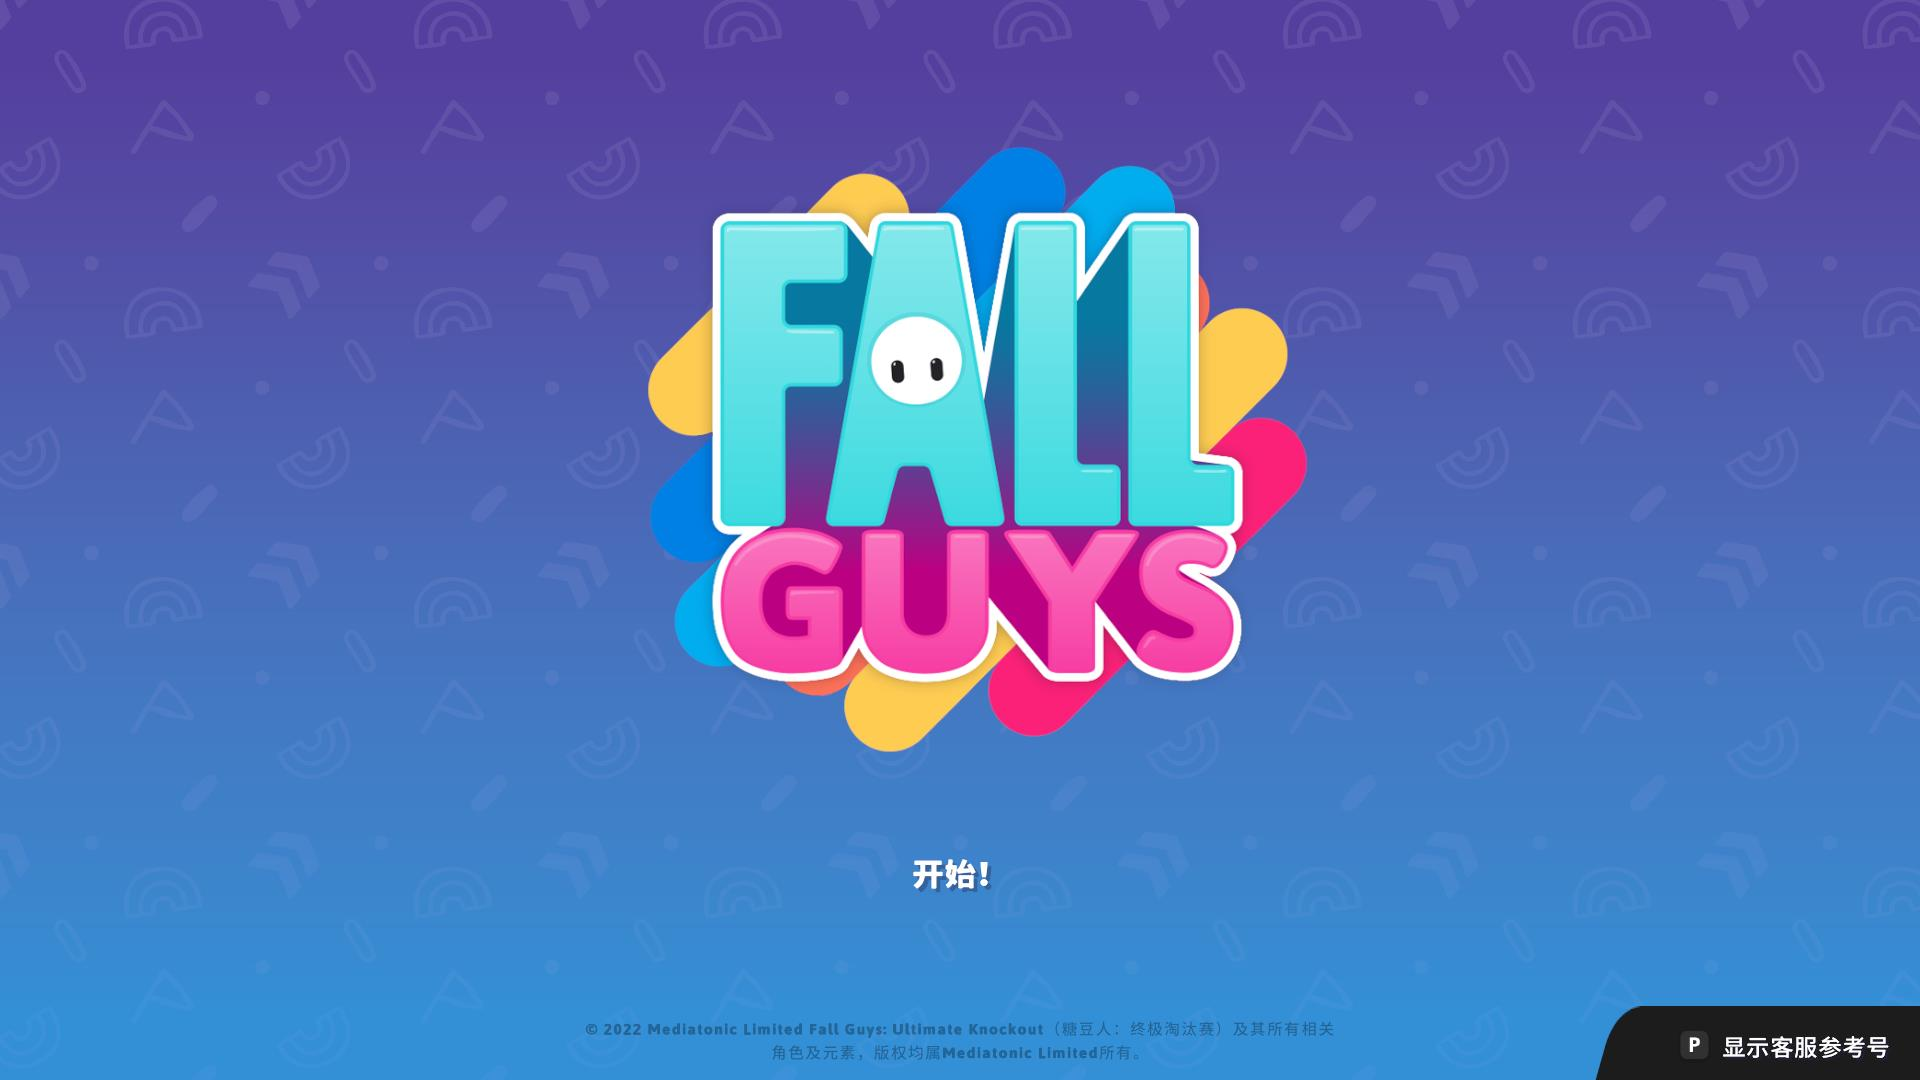 FALL
GUYS
开始!
© 2022 Mediatonic Limited Fall Guys: Ultimate Knockout（糖豆人：终极淘汰赛）及其所有相关
角色及元素，版权均属Mediatonic Limited所有。
P 显示客服参考号